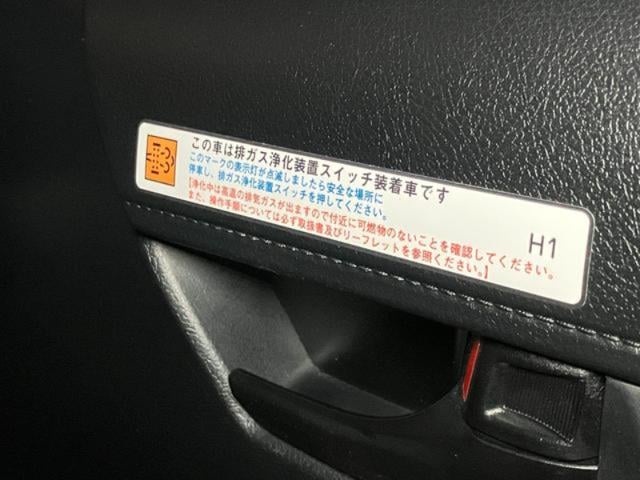 この車は排ガス浄化装置スイッチ装着車です
このマークの表示灯が点滅しましたら安全な場所に
停車し、排ガス浄化装置スイッチを押してください。
【浄化中は高温の排気ガスが出ますので付近に可燃物のないことを確認してください。
また、操作手順については必ず取扱書及びリーフレットを参照ください。】
H1